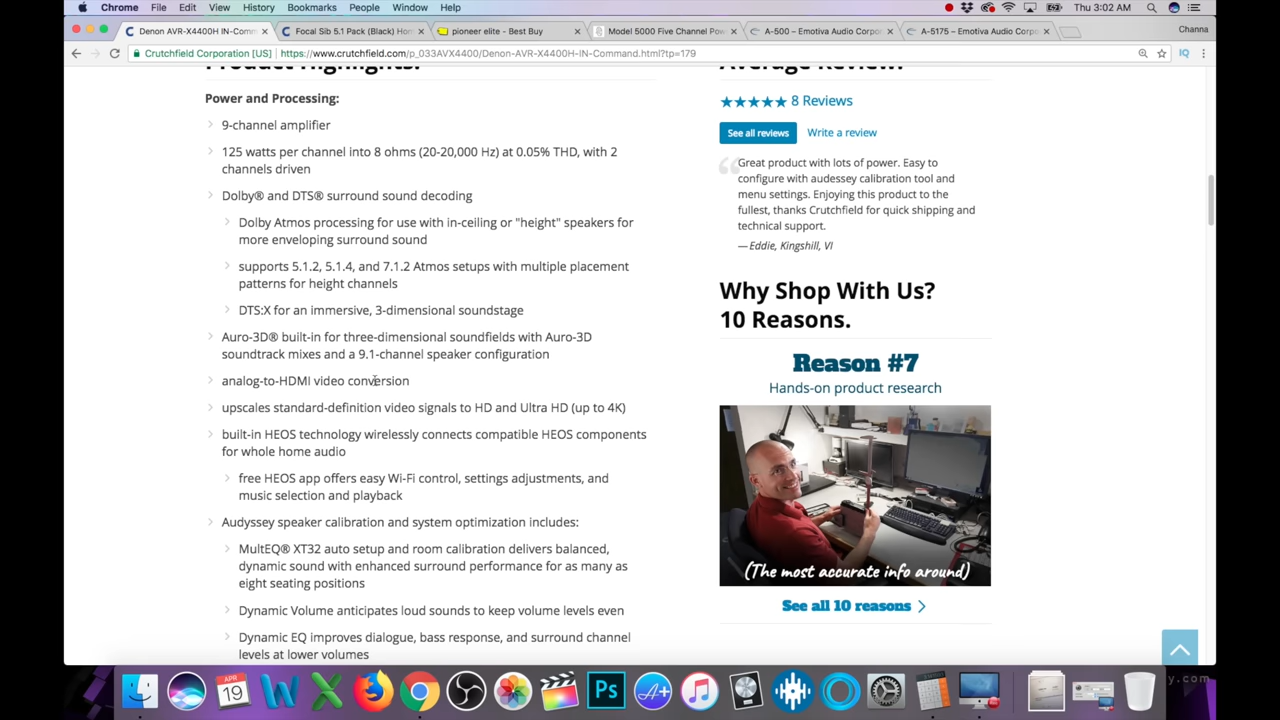 Chrome File Edit View History Bookmarks People Window Help
Thu 3:02 AM
Denon AVR-X4400H IN-Comm
Focal Sib 5.1 Pack (Black) Hom
pioneer elite - Best Buy
Model 5000 Five Channel Pow
A-500 – Emotiva Audio Corpo
A-5175 – Emotiva Audio Corpo
Channa
Crutchfield Corporation [US]
https://www.crutchfield.com/p_033AVX4400/Denon-AVR-X4400H-IN-Command.html?tp=179
IQ
Product Highlights:
Power and Processing:
9-channel amplifier
125 watts per channel into 8 ohms (20-20,000 Hz) at 0.05% THD, with 2
channels driven
Dolby® and DTS® surround sound decoding
Dolby Atmos processing for use with in-ceiling or "height" speakers for
more enveloping surround sound
supports 5.1.2, 5.1.4, and 7.1.2 Atmos setups with multiple placement
patterns for height channels
DTS:X for an immersive, 3-dimensional soundstage
Auro-3D® built-in for three-dimensional soundfields with Auro-3D
soundtrack mixes and a 9.1-channel speaker configuration
analog-to-HDMI video conversion
upscales standard-definition video signals to HD and Ultra HD (up to 4K)
built-in HEOS technology wirelessly connects compatible HEOS components
for whole home audio
free HEOS app offers easy Wi-Fi control, settings adjustments, and
music selection and playback
Audyssey speaker calibration and system optimization includes:
MultEQ® XT32 auto setup and room calibration delivers balanced,
dynamic sound with enhanced surround performance for as many as
eight seating positions
Dynamic Volume anticipates loud sounds to keep volume levels even
Dynamic EQ improves dialogue, bass response, and surround channel
levels at lower volumes
Average Review:
8 Reviews
See all reviews
Write a review
Great product with lots of power. Easy to
configure with audessey calibration tool and
menu settings. Enjoying this product to the
fullest, thanks Crutchfield for quick shipping and
technical support.
— Eddie, Kingshill, VI
Why Shop With Us?
10 Reasons.
Reason #7
Hands-on product research
(The most accurate info around)
See all 10 reasons
APR
19
Ps